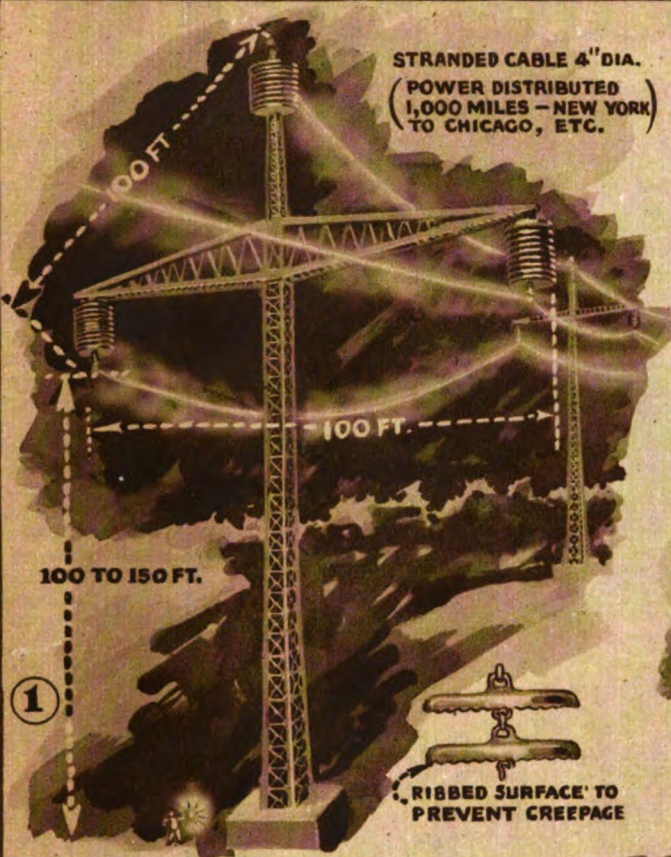 STRANDED CABLE 4" DIA.
(POWER DISTRIBUTED
1,000 MILES – NEW YORK
TO CHICAGO, ETC.)
100 FT
100 FT.
100 TO 150 FT.
1
RIBBED SURFACE TO
PREVENT CREEPAGE